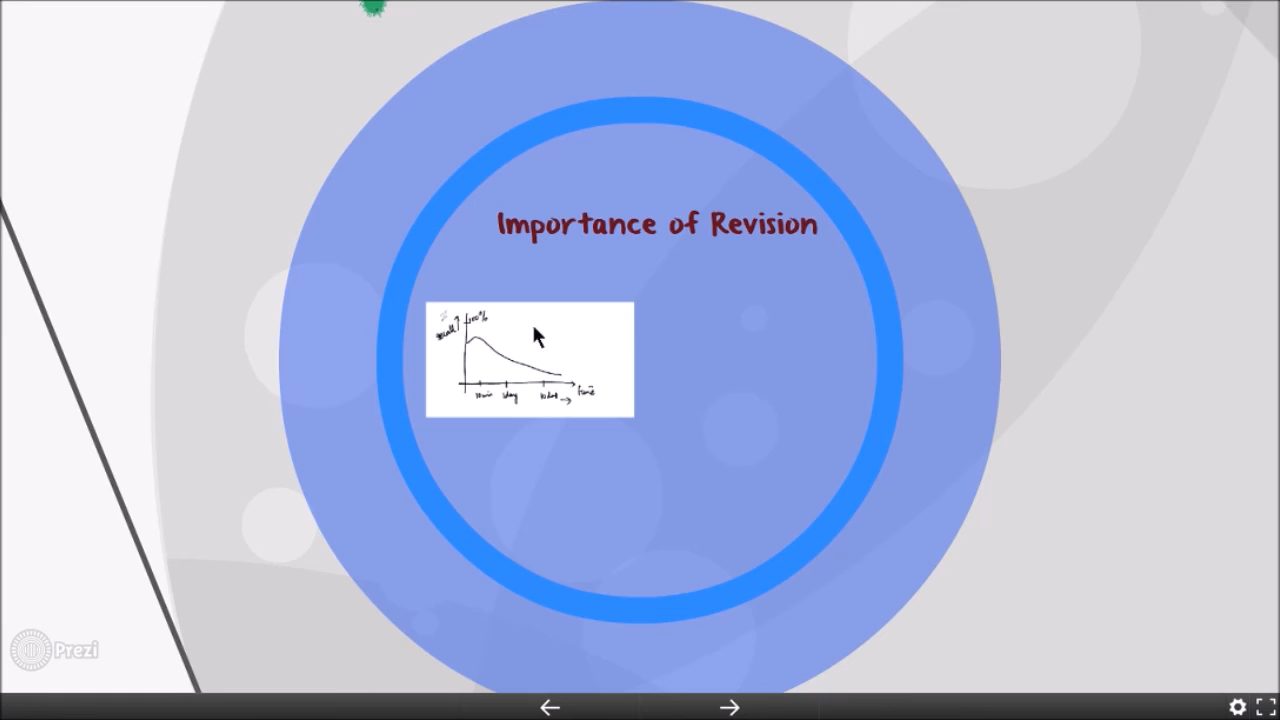 Importance of Revision
100%
recall
time
10min 1day
Prezi